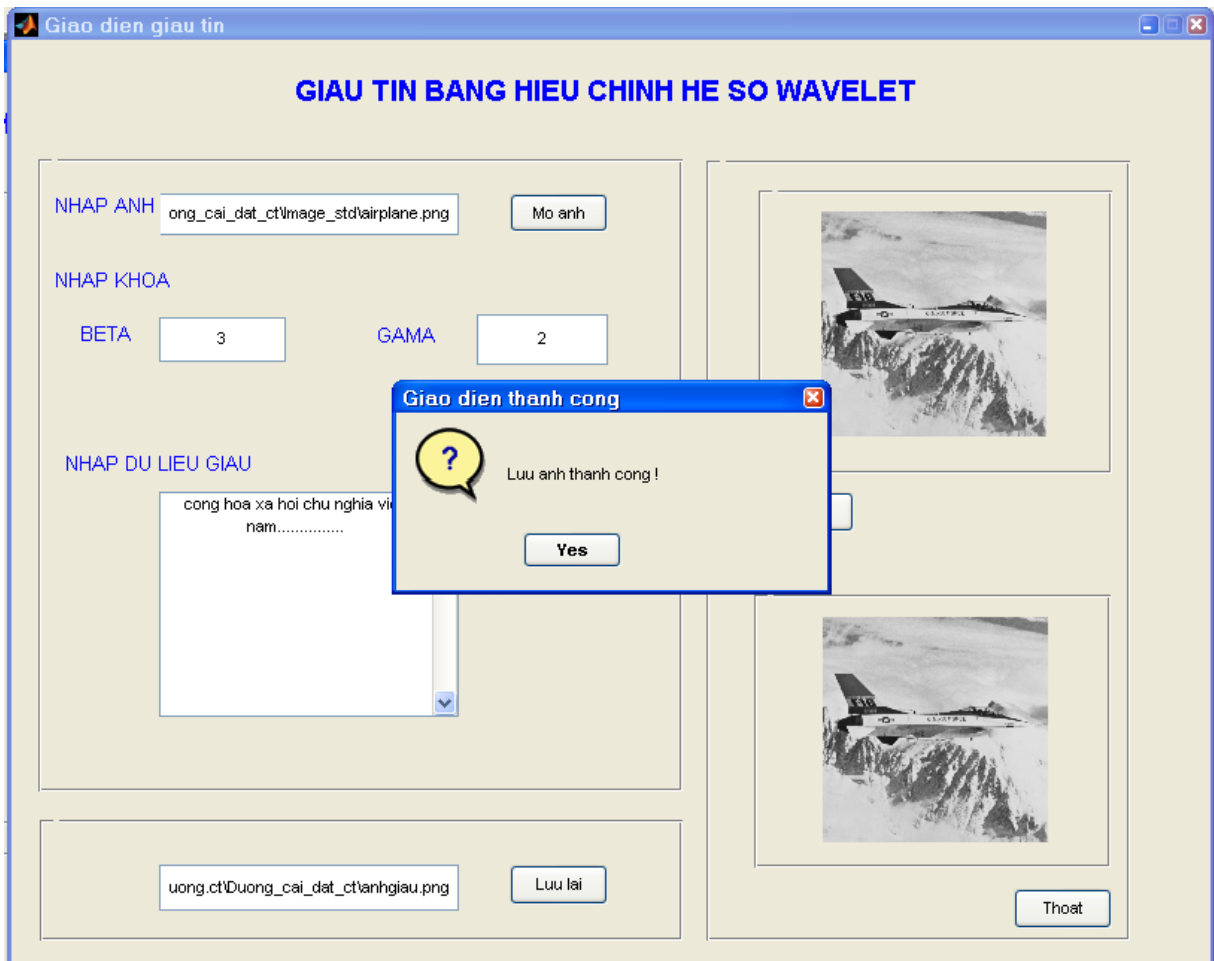 Giao dien giau tin
GIAU TIN BANG HIEU CHINH HE SO WAVELET
NHAP ANH
ong_cai_dat_ct\Image_std\airplane.png
Mo anh
NHAP KHOA
BETA
3
GAMA
2
Giao dien thanh cong
?
Luu anh thanh cong !
Yes
NHAP DU LIEU GIAU
cong hoa xa hoi chu nghia
nam...............
uong.ct\Duong_cai_dat_ct\anhgiau.png
Luu lai
Thoat